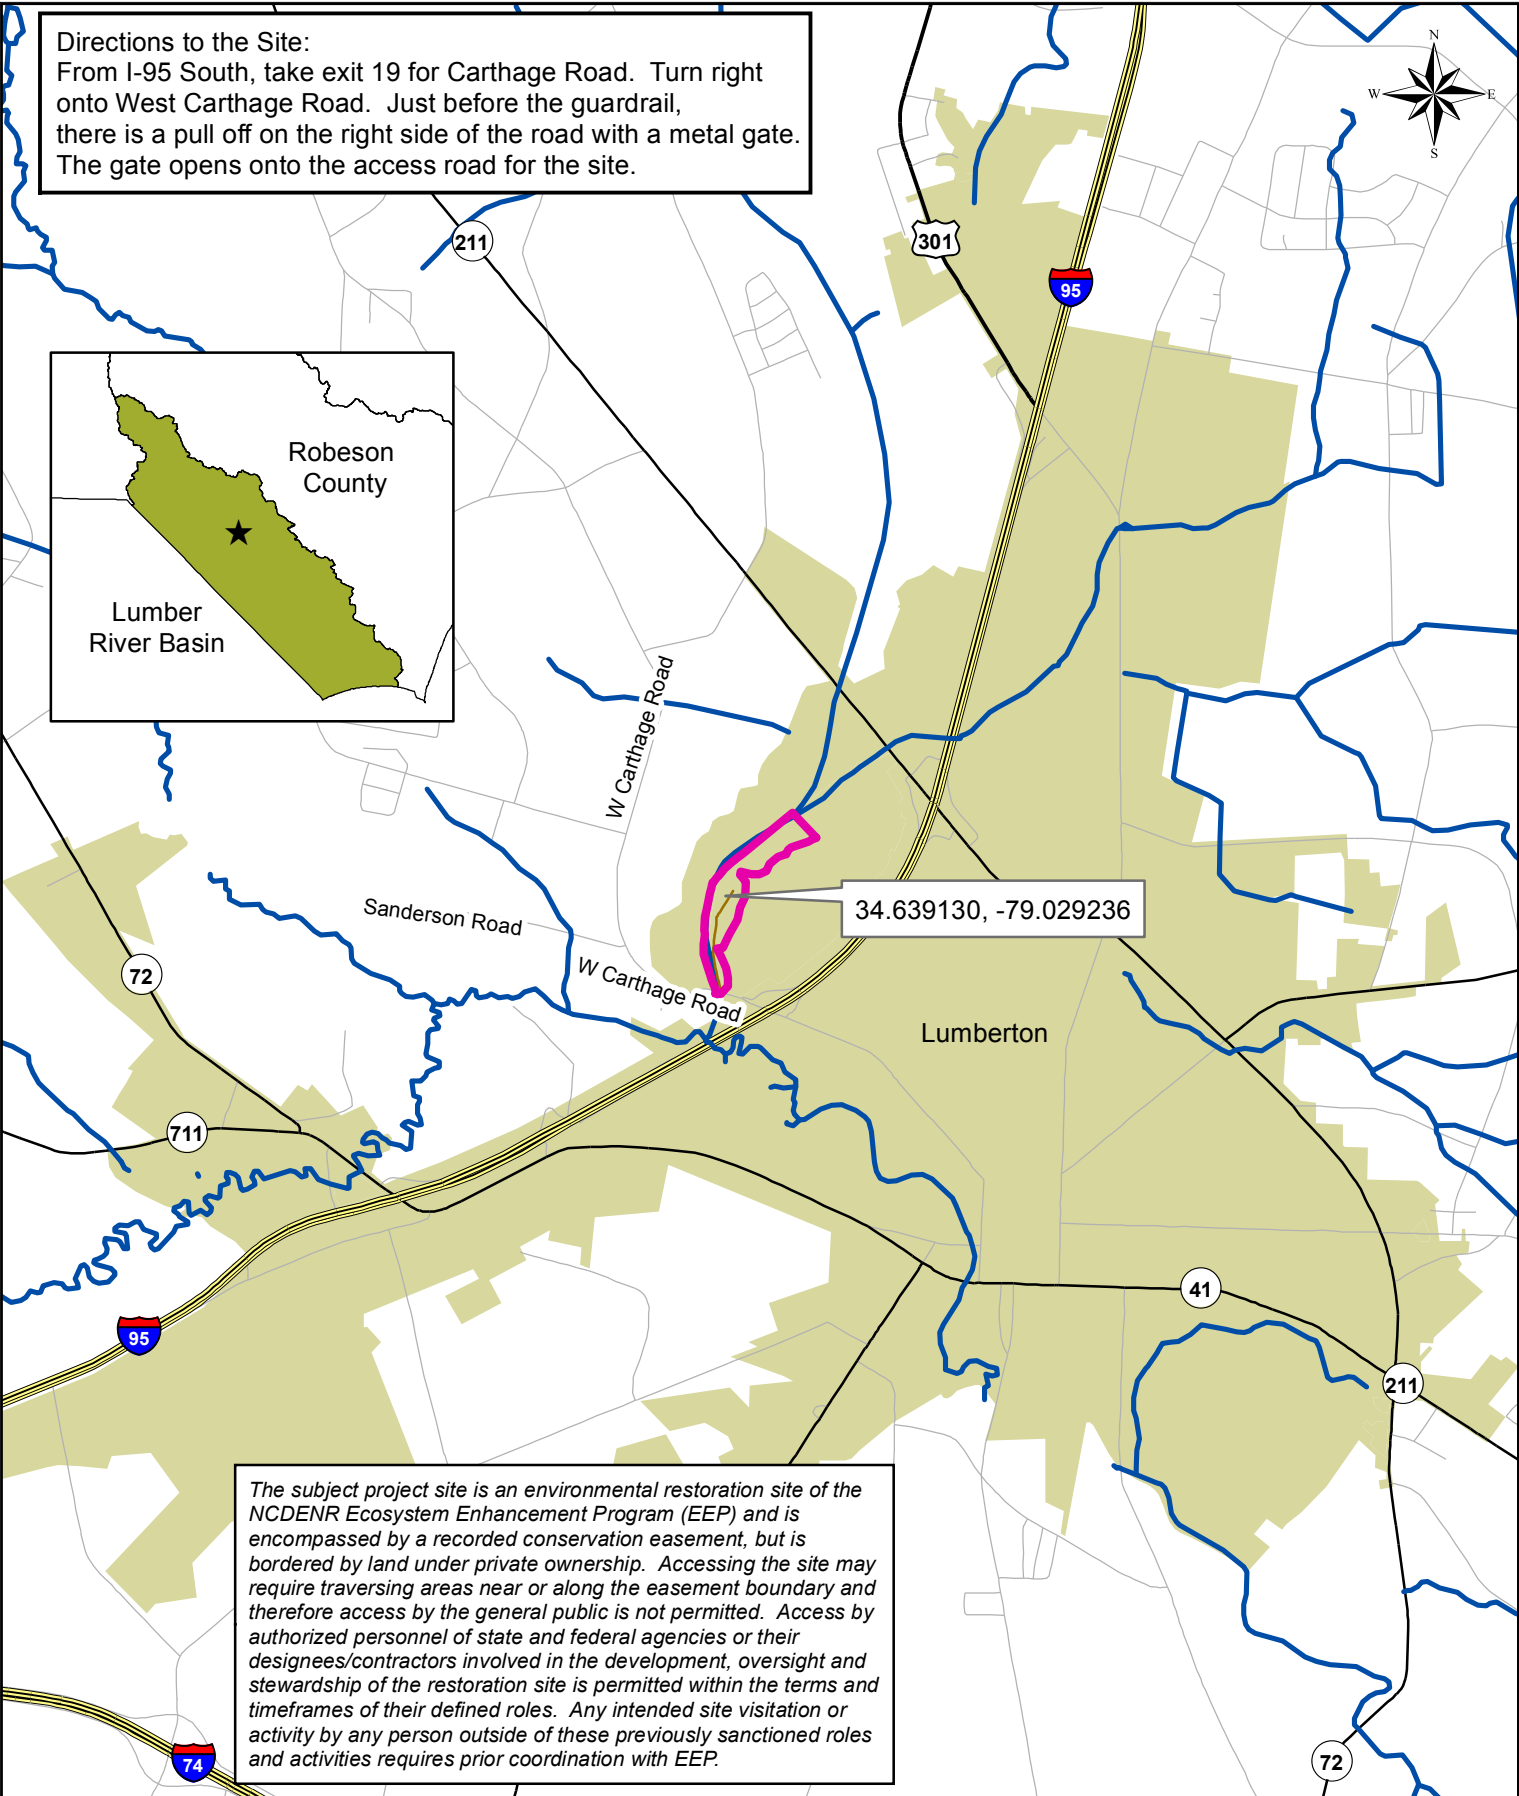 Directions to the Site:
From I-95 South, take exit 19 for Carthage Road.  Turn right
onto West Carthage Road.  Just before the guardrail,
there is a pull off on the right side of the road with a metal gate.
The gate opens onto the access road for the site.
N
W
E
S
211
301
95
Robeson
County
Lumber
River Basin
W Carthage Road
34.639130, -79.029236
Sanderson Road
W Carthage Road
72
Lumberton
711
41
95
211
The subject project site is an environmental restoration site of the
NCDENR Ecosystem Enhancement Program (EEP) and is
encompassed by a recorded conservation easement, but is
bordered by land under private ownership.  Accessing the site may
require traversing areas near or along the easement boundary and
therefore access by the general public is not permitted.  Access by
authorized personnel of state and federal agencies or their
designees/contractors involved in the development, oversight and
stewardship of the restoration site is permitted within the terms and
timeframes of their defined roles.  Any intended site visitation or
activity by any person outside of these previously sanctioned roles
and activities requires prior coordination with EEP.
74
72